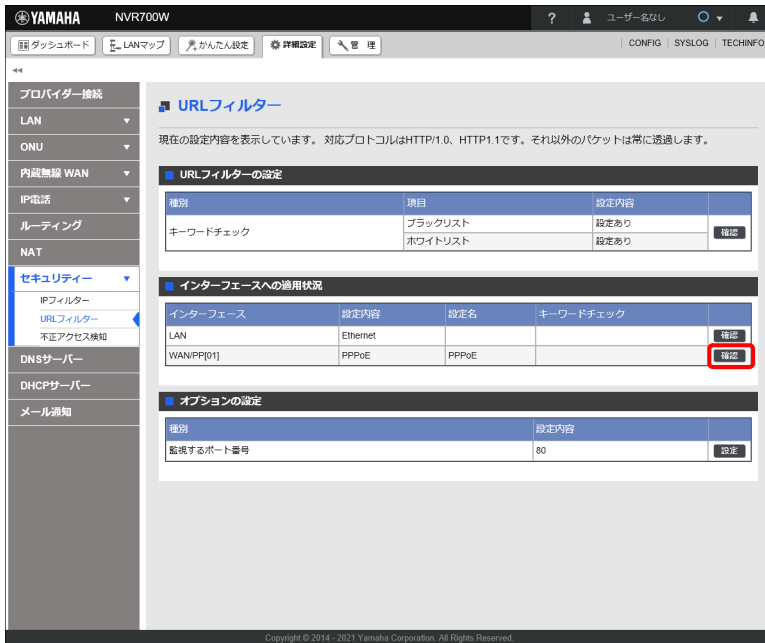 YAMAHA NVR700W ? ユーザー名なし
ダッシュボード LANマップ かんたん設定 詳細設定 管 理 CONFIG SYSLOG TECHINFO
プロバイダー接続
LAN
ONU
内蔵無線 WAN
IP電話
ルーティング
NAT
セキュリティー
IPフィルター
URLフィルター
不正アクセス検知
DNSサーバー
DHCPサーバー
メール通知
URLフィルター
現在の設定内容を表示しています。 対応プロトコルはHTTP/1.0、HTTP1.1です。それ以外のパケットは常に透過します。
URLフィルターの設定
種別 項目 設定内容
キーワードチェック ブラックリスト 設定あり 確認
ホワイトリスト 設定あり
インターフェースへの適用状況
インターフェース 設定内容 設定名 キーワードチェック
LAN Ethernet 確認
WAN/PP[01] PPPoE PPPoE 確認
オプションの設定
種別 設定内容
監視するポート番号 80 設定
Copyright © 2014 - 2021 Yamaha Corporation. All Rights Reserved.